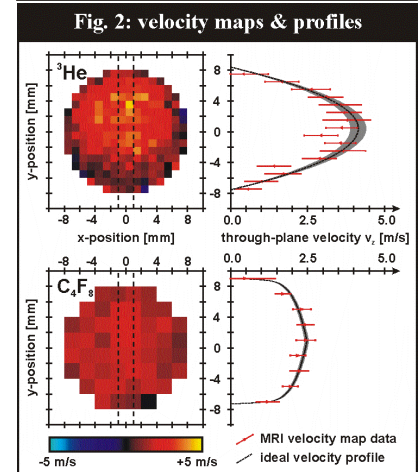 Fig. 2: velocity maps & profiles
³He
y-position [mm]
8
4
0
-4
-8
-8 -4 0 4 8
0.0 2.5 5.0
x-position [mm]
through-plane velocity vz [m/s]
-8 -4 0 4 8
C₄F₈
y-position [mm]
8
4
0
-4
-8
0.0 2.5 5.0
-5 m/s
+5 m/s
MRI velocity map data
ideal velocity profile